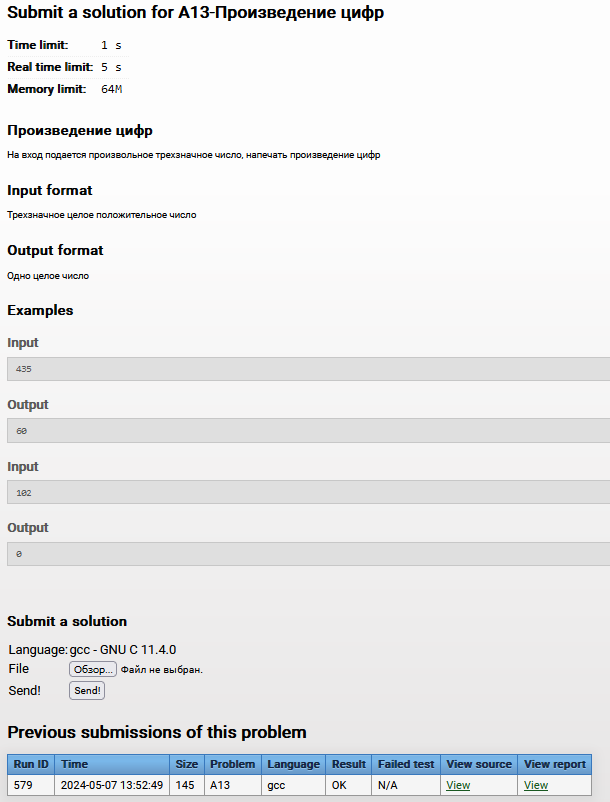 Submit a solution for A13-Произведение цифр
Time limit: 1 s
Real time limit: 5 s
Memory limit: 64M
Произведение цифр
На вход подается произвольное трехзначное число, напечать произведение цифр
Input format
Трехзначное целое положительное число
Output format
Одно целое число
Examples
Input
435
Output
60
Input
102
Output
0
Submit a solution
Language: gcc - GNU C 11.4.0
File Обзор... Файл не выбран.
Send! Send!
Previous submissions of this problem
Run ID Time Size Problem Language Result Failed test View source View report
579 2024-05-07 13:52:49 145 A13 gcc OK N/A View View